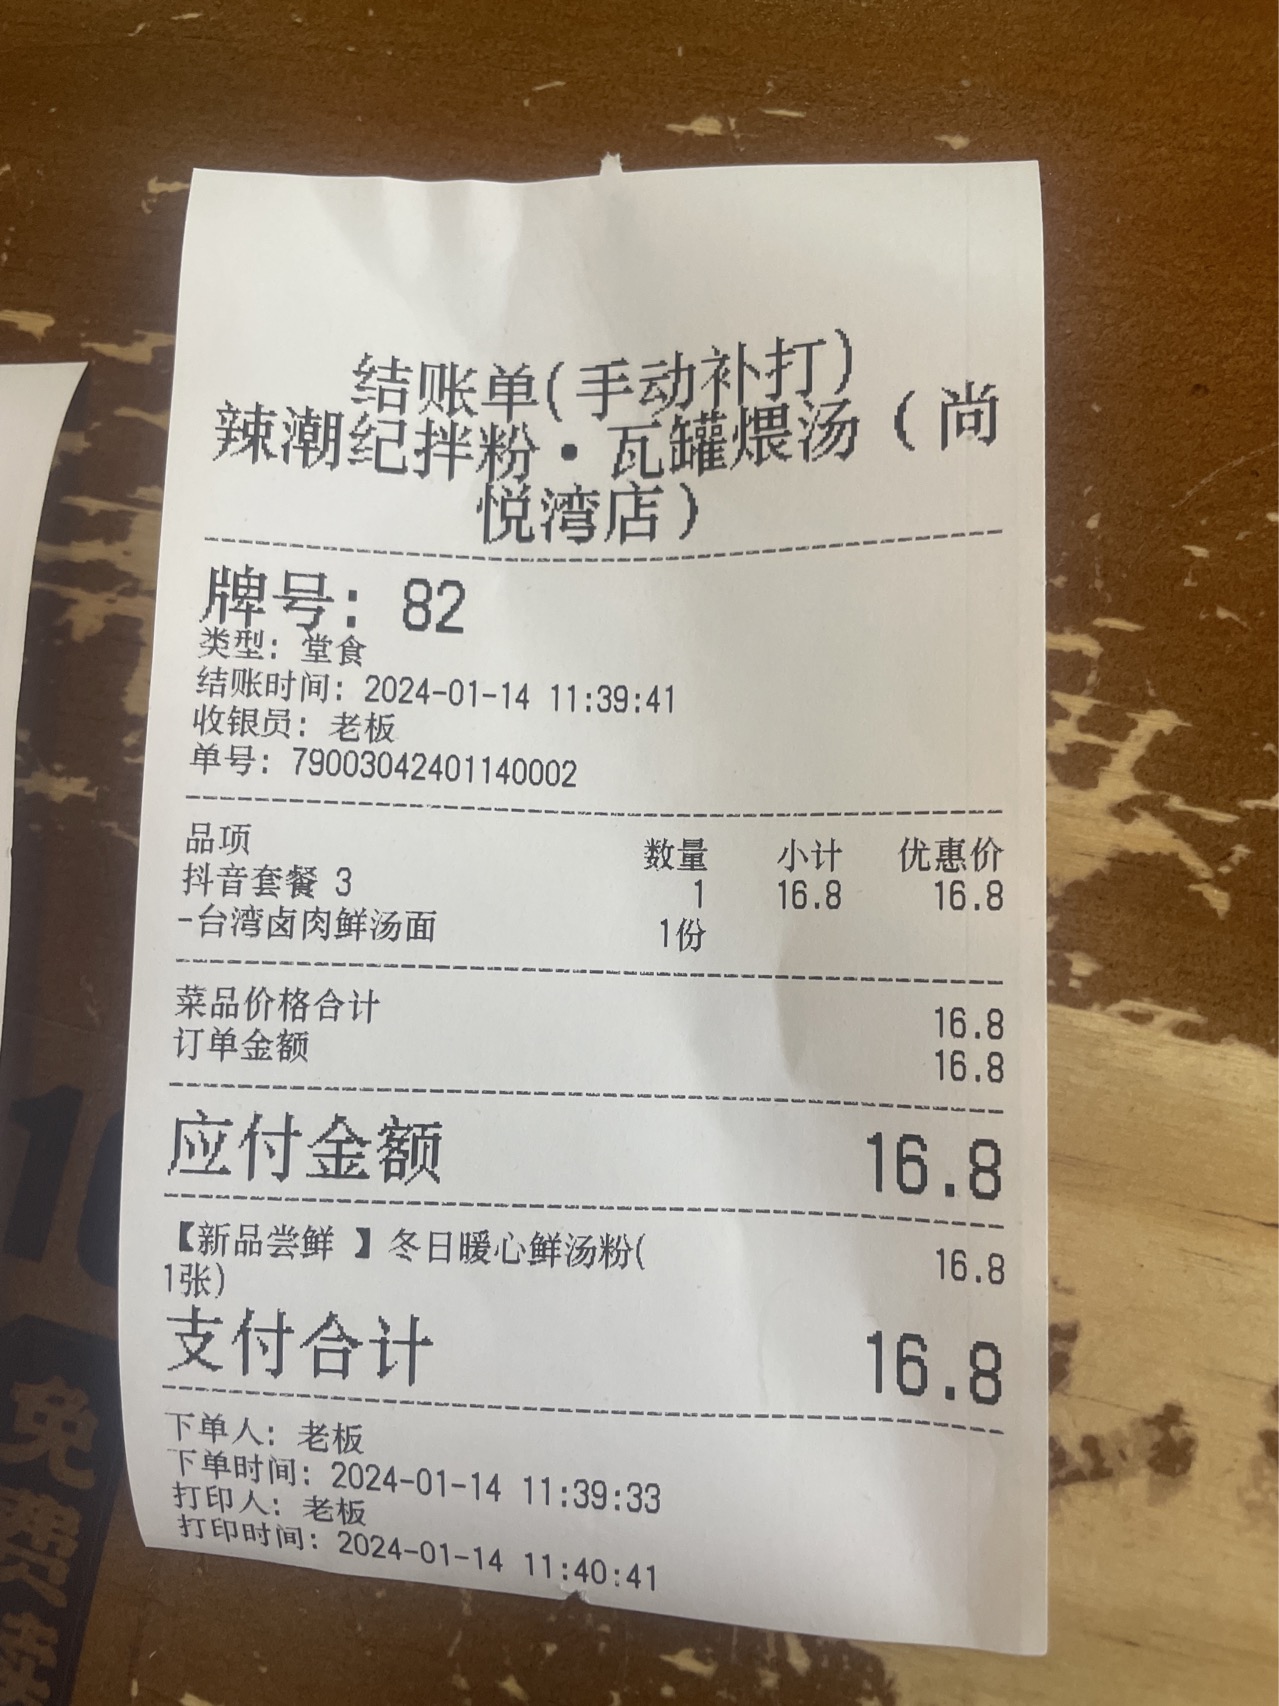 结账单(手动补打)
辣潮纪拌粉·瓦罐煨汤（尚
悦湾店）
牌号: 82
类型: 堂食
结账时间: 2024-01-14 11:39:41
收银员: 老板
单号: 79003042401140002
品项 数量 小计 优惠价
抖音套餐 3 1 16.8 16.8
-台湾卤肉鲜汤面 1份
菜品价格合计 16.8
订单金额 16.8
应付金额 16.8
【新品尝鲜 】冬日暖心鲜汤粉( 16.8
1张)
支付合计 16.8
下单人: 老板
下单时间: 2024-01-14 11:39:33
打印人: 老板
打印时间: 2024-01-14 11:40:41
免